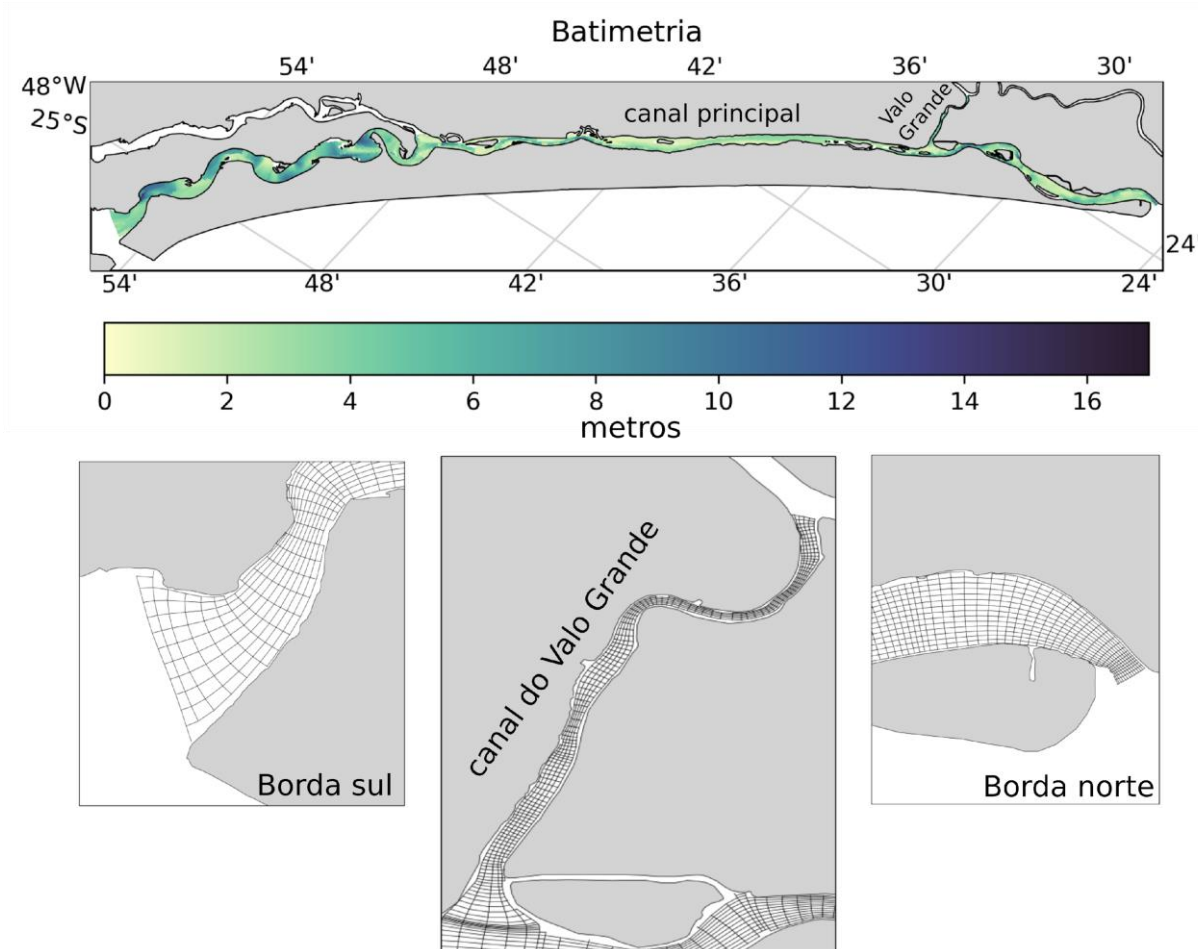 Batimetria
54' 48' 42' 36' 30'
48°W
25°S
canal principal
Valo
Grande
24'
54' 48' 42' 36' 30' 24'
0 2 4 6 8 10 12 14 16
metros
canal do Valo Grande
Borda sul
Borda norte